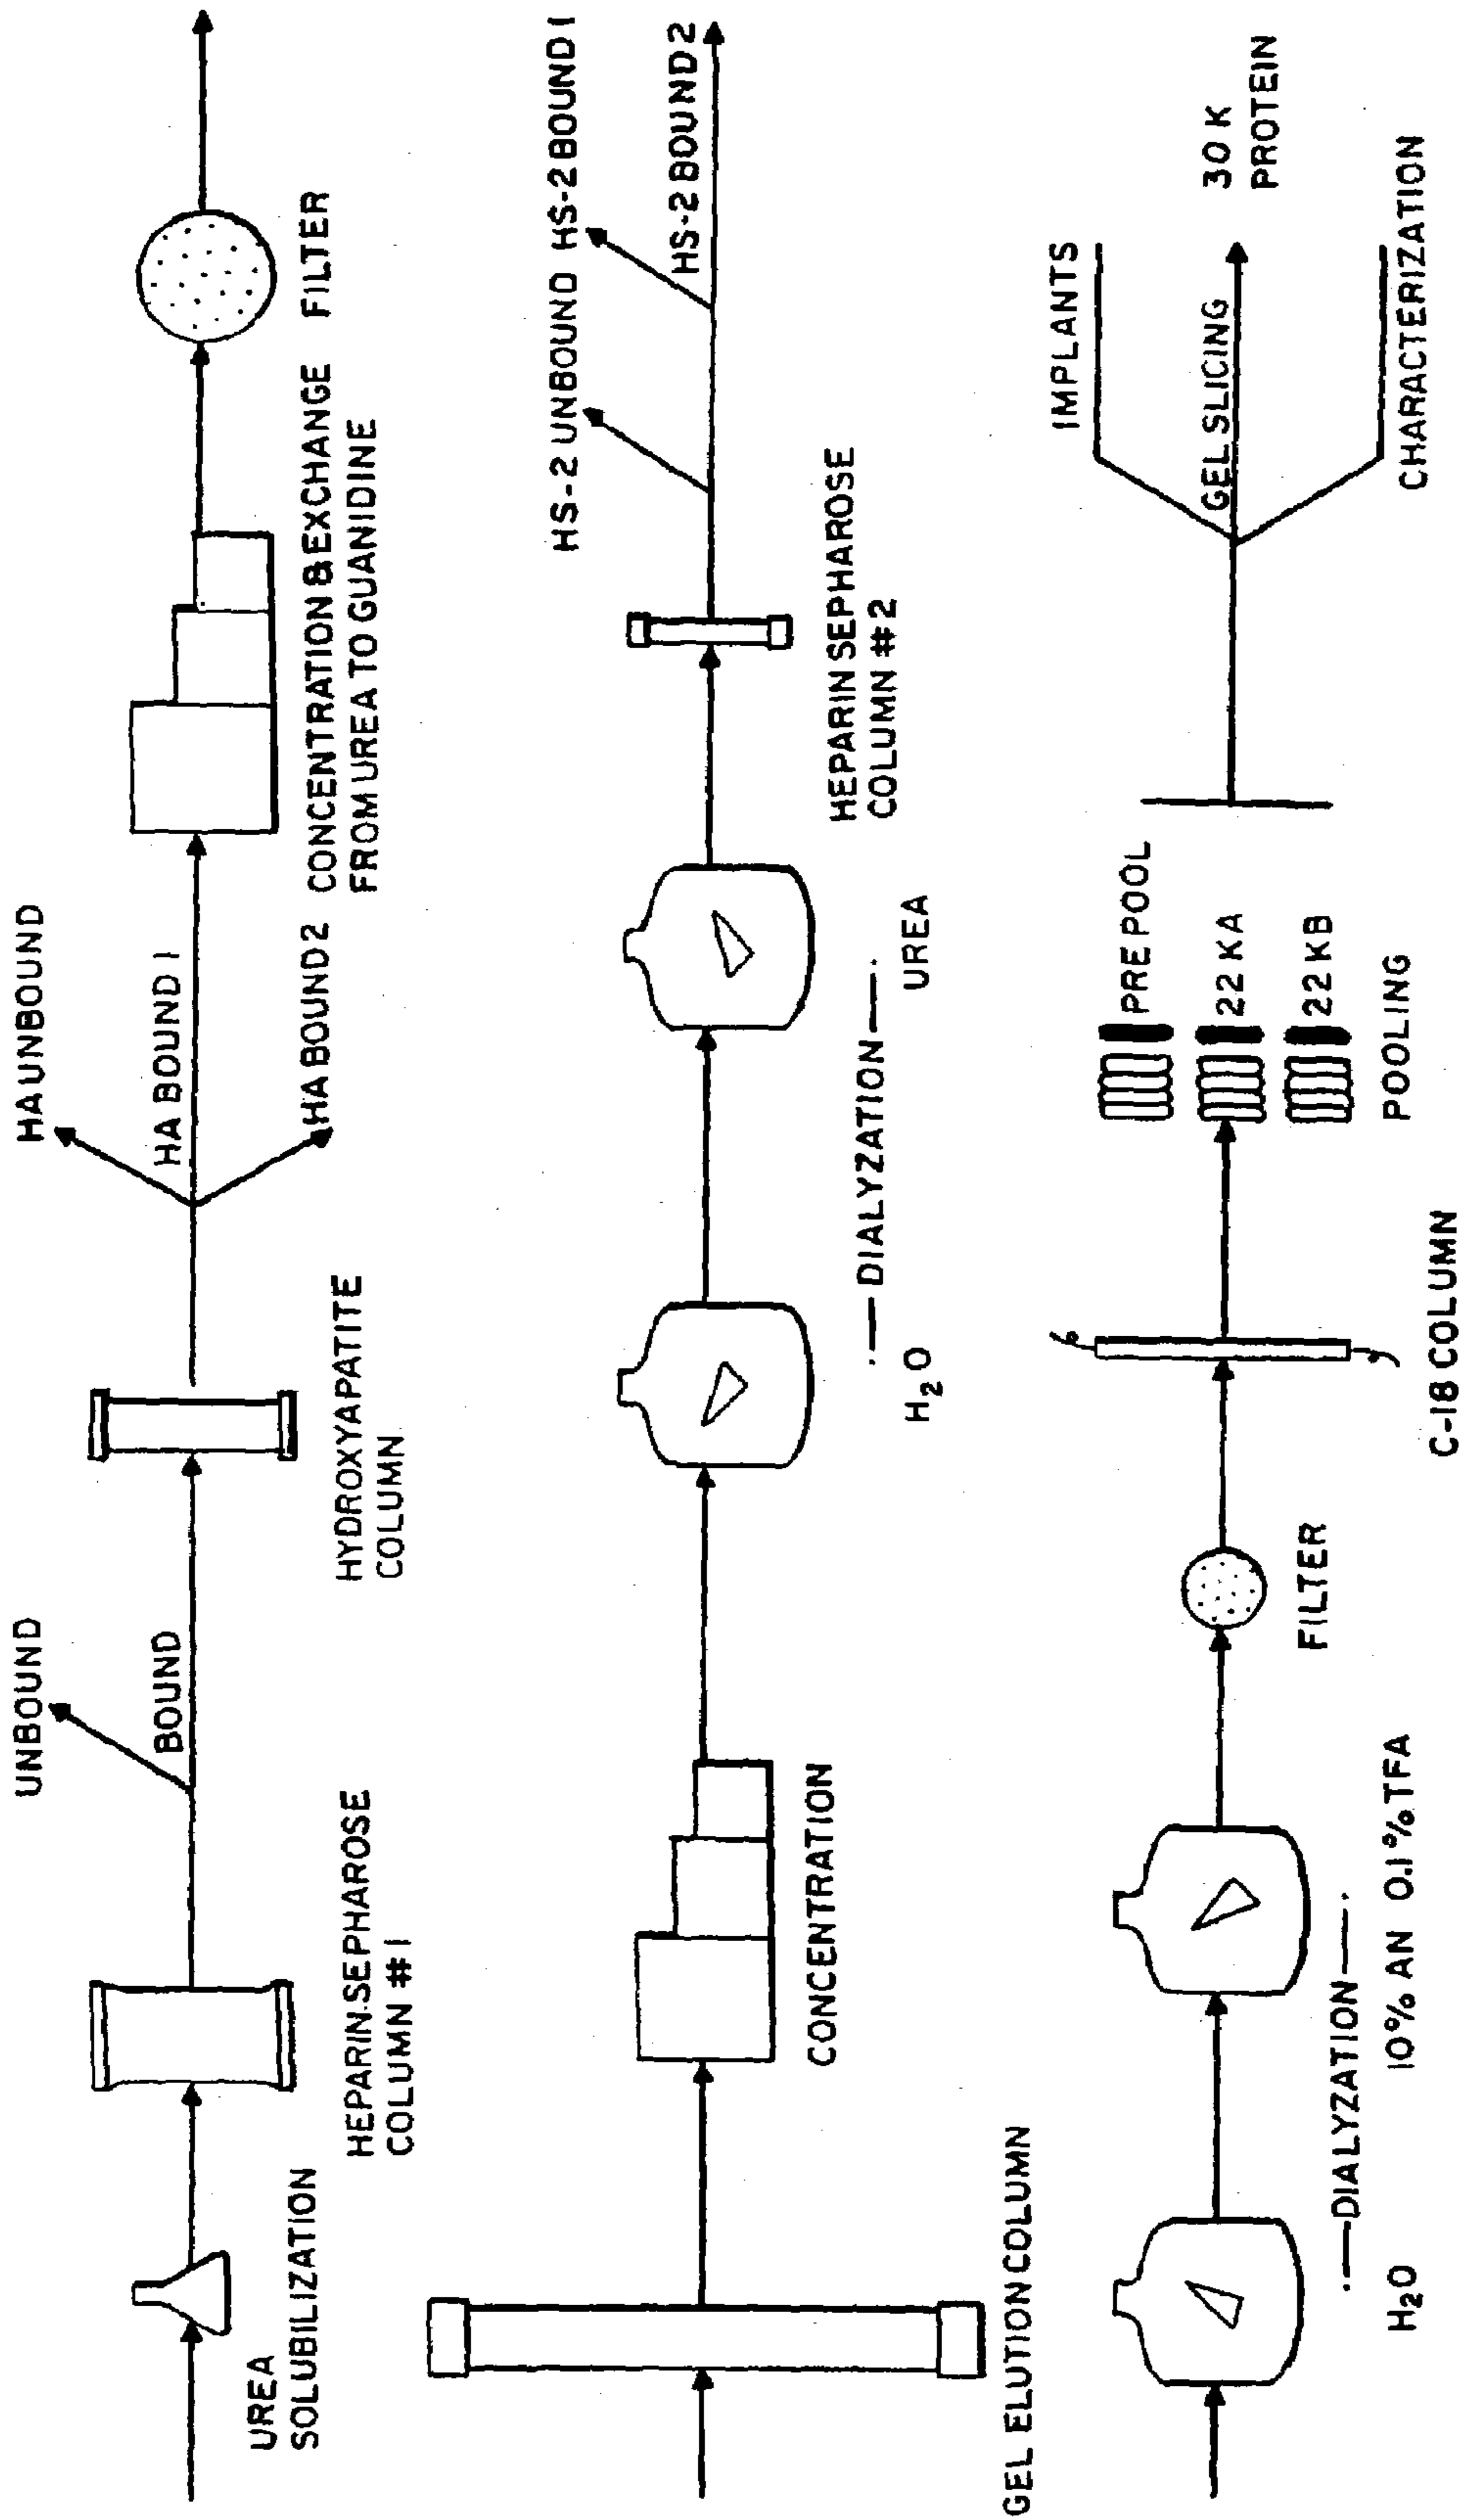 UREA
SOLUBILIZATION
HEPARIN-SEPHAROSE
COLUMN #1
UNBOUND
BOUND
HYDROXYAPATITE
COLUMN
HA UNBOUND
HA BOUND 1
HA BOUND 2
CONCENTRATION & EXCHANGE
FROM UREA TO GUANIDINE
FILTER
GEL ELUTION COLUMN
CONCENTRATION
H2O
—DIALYZATION—
UREA
HEPARIN SEPHAROSE
COLUMN #2
HS-2 UNBOUND
HS-2 BOUND 1
HS-2 BOUND 2
H2O
—DIALYZATION—
10% AN 0.1% TFA
FILTER
C-18 COLUMN
PRE POOL
22 KA
22 KB
POOLING
IMPLANTS
GEL SLICING
30 K
PROTEIN
CHARACTERIZATION